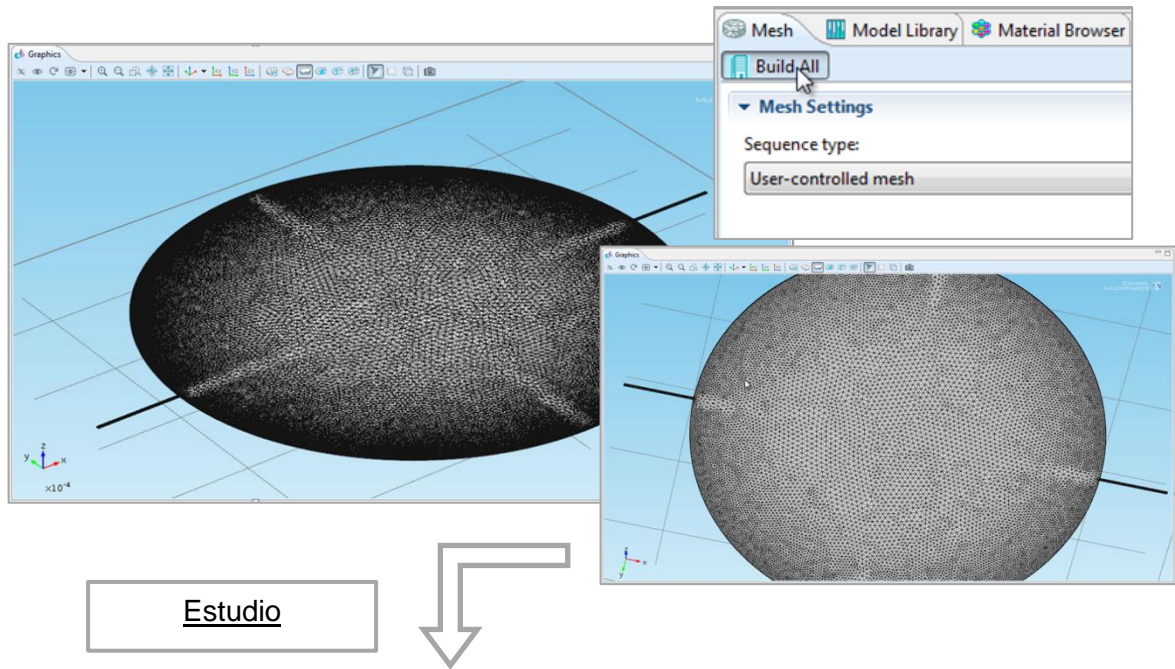 Graphics
Mesh Model Library Material Browser
Build All
Mesh Settings
Sequence type:
User-controlled mesh
z
y x
×10⁻⁴
Graphics
z
x
y
Estudio